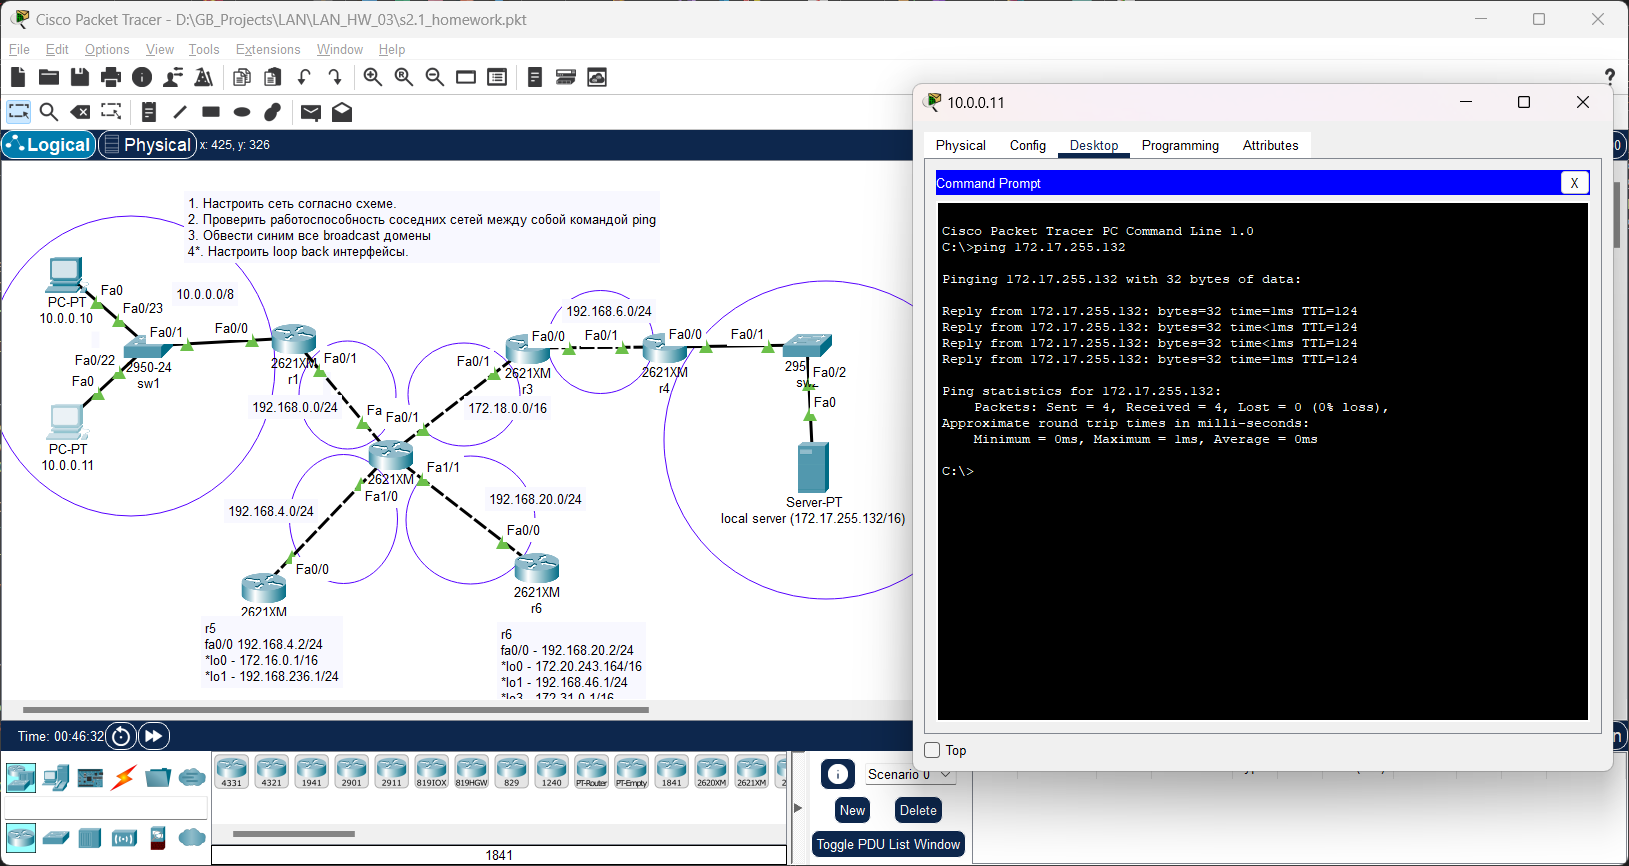 Cisco Packet Tracer - D:\GB_Projects\LAN\LAN_HW_03\s2.1_homework.pkt
File Edit Options View Tools Extensions Window Help
?
Logical Physical x: 425, y: 326
1. Настроить сеть согласно схеме.
2. Проверить работоспособность соседних сетей между собой командой ping
3. Обвести синим все broadcast домены
4*. Настроить loop back интерфейсы.
PC-PT
10.0.0.10
Fa0
Fa0/23
10.0.0.0/8
Fa0/1
Fa0/0
Fa0/22
Fa0
2950-24
sw1
PC-PT
10.0.0.11
2621XM
r1
Fa0/1
192.168.0.0/24
Fa
Fa0/1
Fa0/1
Fa0/0
2621XM
r3
172.18.0.0/16
192.168.6.0/24
Fa0/1
Fa0/0
2621XM
r4
Fa0/1
Fa0/2
Fa0
Server-PT
local server (172.17.255.132/16)
2621XM
Fa1/0
Fa1/1
192.168.4.0/24
192.168.20.0/24
Fa0/0
Fa0/0
2621XM
2621XM
r6
r5
fa0/0 192.168.4.2/24
*lo0 - 172.16.0.1/16
*lo1 - 192.168.236.1/24
r6
fa0/0 - 192.168.20.2/24
*lo0 - 172.20.243.164/16
*lo1 - 192.168.46.1/24
*lo3 - 172.31.0.1/16
10.0.0.11
Physical Config Desktop Programming Attributes
Command Prompt X
Cisco Packet Tracer PC Command Line 1.0
C:\>ping 172.17.255.132
Pinging 172.17.255.132 with 32 bytes of data:
Reply from 172.17.255.132: bytes=32 time=1ms TTL=124
Reply from 172.17.255.132: bytes=32 time<1ms TTL=124
Reply from 172.17.255.132: bytes=32 time<1ms TTL=124
Reply from 172.17.255.132: bytes=32 time=1ms TTL=124
Ping statistics for 172.17.255.132:
Packets: Sent = 4, Received = 4, Lost = 0 (0% loss),
Approximate round trip times in milli-seconds:
Minimum = 0ms, Maximum = 1ms, Average = 0ms
C:\>
Top
Time: 00:46:32
4331 4321 1941 2901 2911 819IOX 819HGW 829 1240 PT-Router PT-Empty 1841 2620XM 2621XM
1841
Scenario 0
New Delete
Toggle PDU List Window